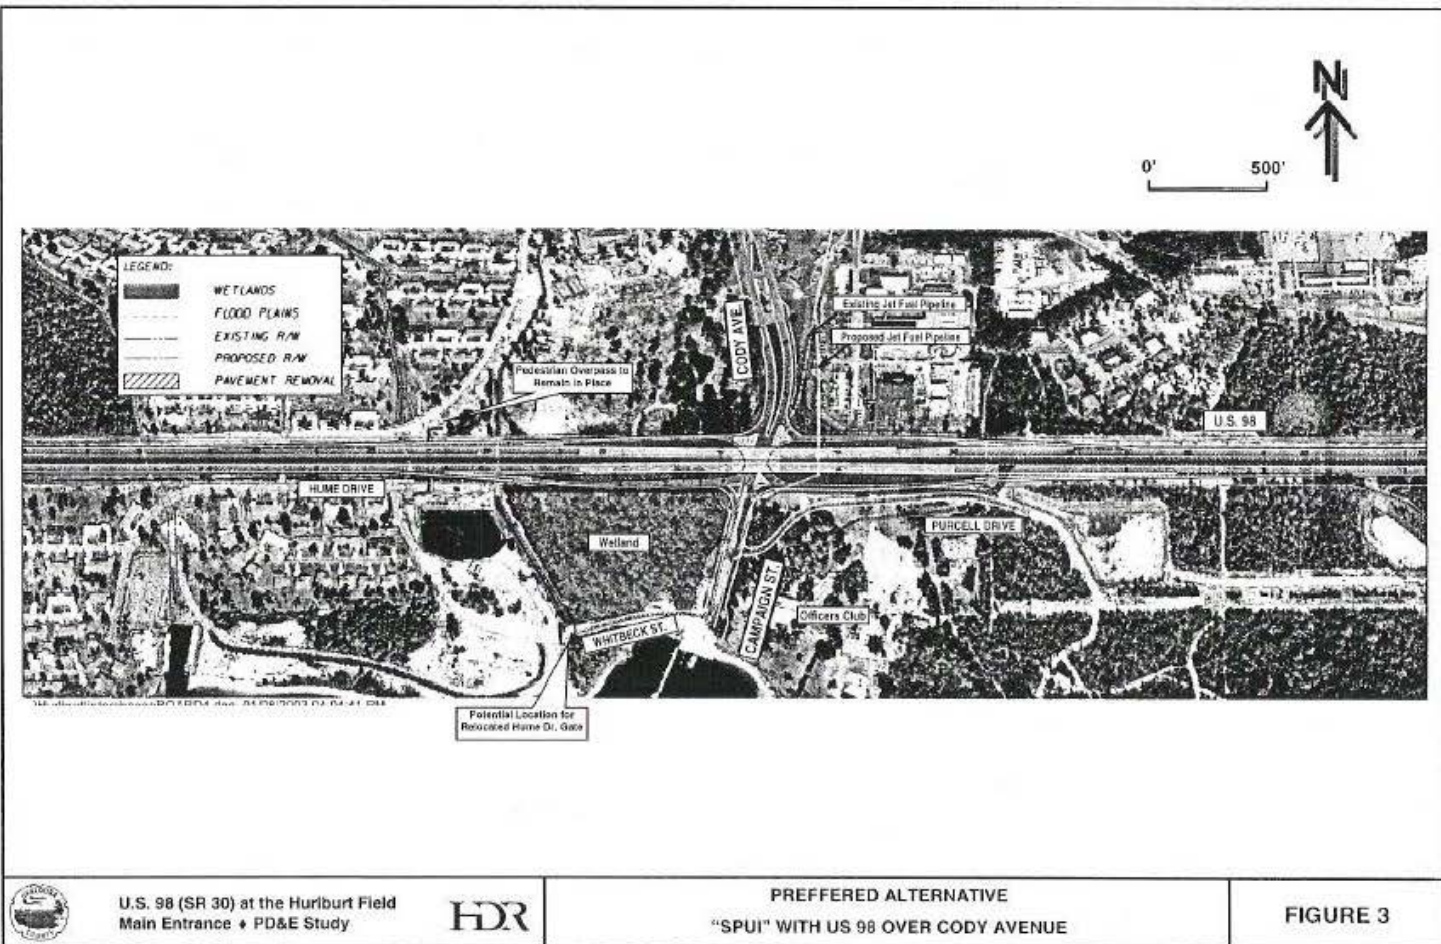 N
0' 500'
LEGEND:
WETLANDS
FLOOD PLAINS
EXISTING R/W
PROPOSED R/W
PAVEMENT REMOVAL
CODY AVE.
Existing Jet Fuel Pipeline
Proposed Jet Fuel Pipeline
Pedestrian Overpass to
Remain in Place
U.S. 98
HUME DRIVE
PURCELL DRIVE
Wetland
CAMPAIGN ST.
Officers Club
WHITBECK ST.
Potential Location for
Relocated Hume Dr. Gate
U.S. 98 (SR 30) at the Hurlburt Field
Main Entrance ♦ PD&E Study
HDR
PREFFERED ALTERNATIVE
"SPUI" WITH US 98 OVER CODY AVENUE
FIGURE 3